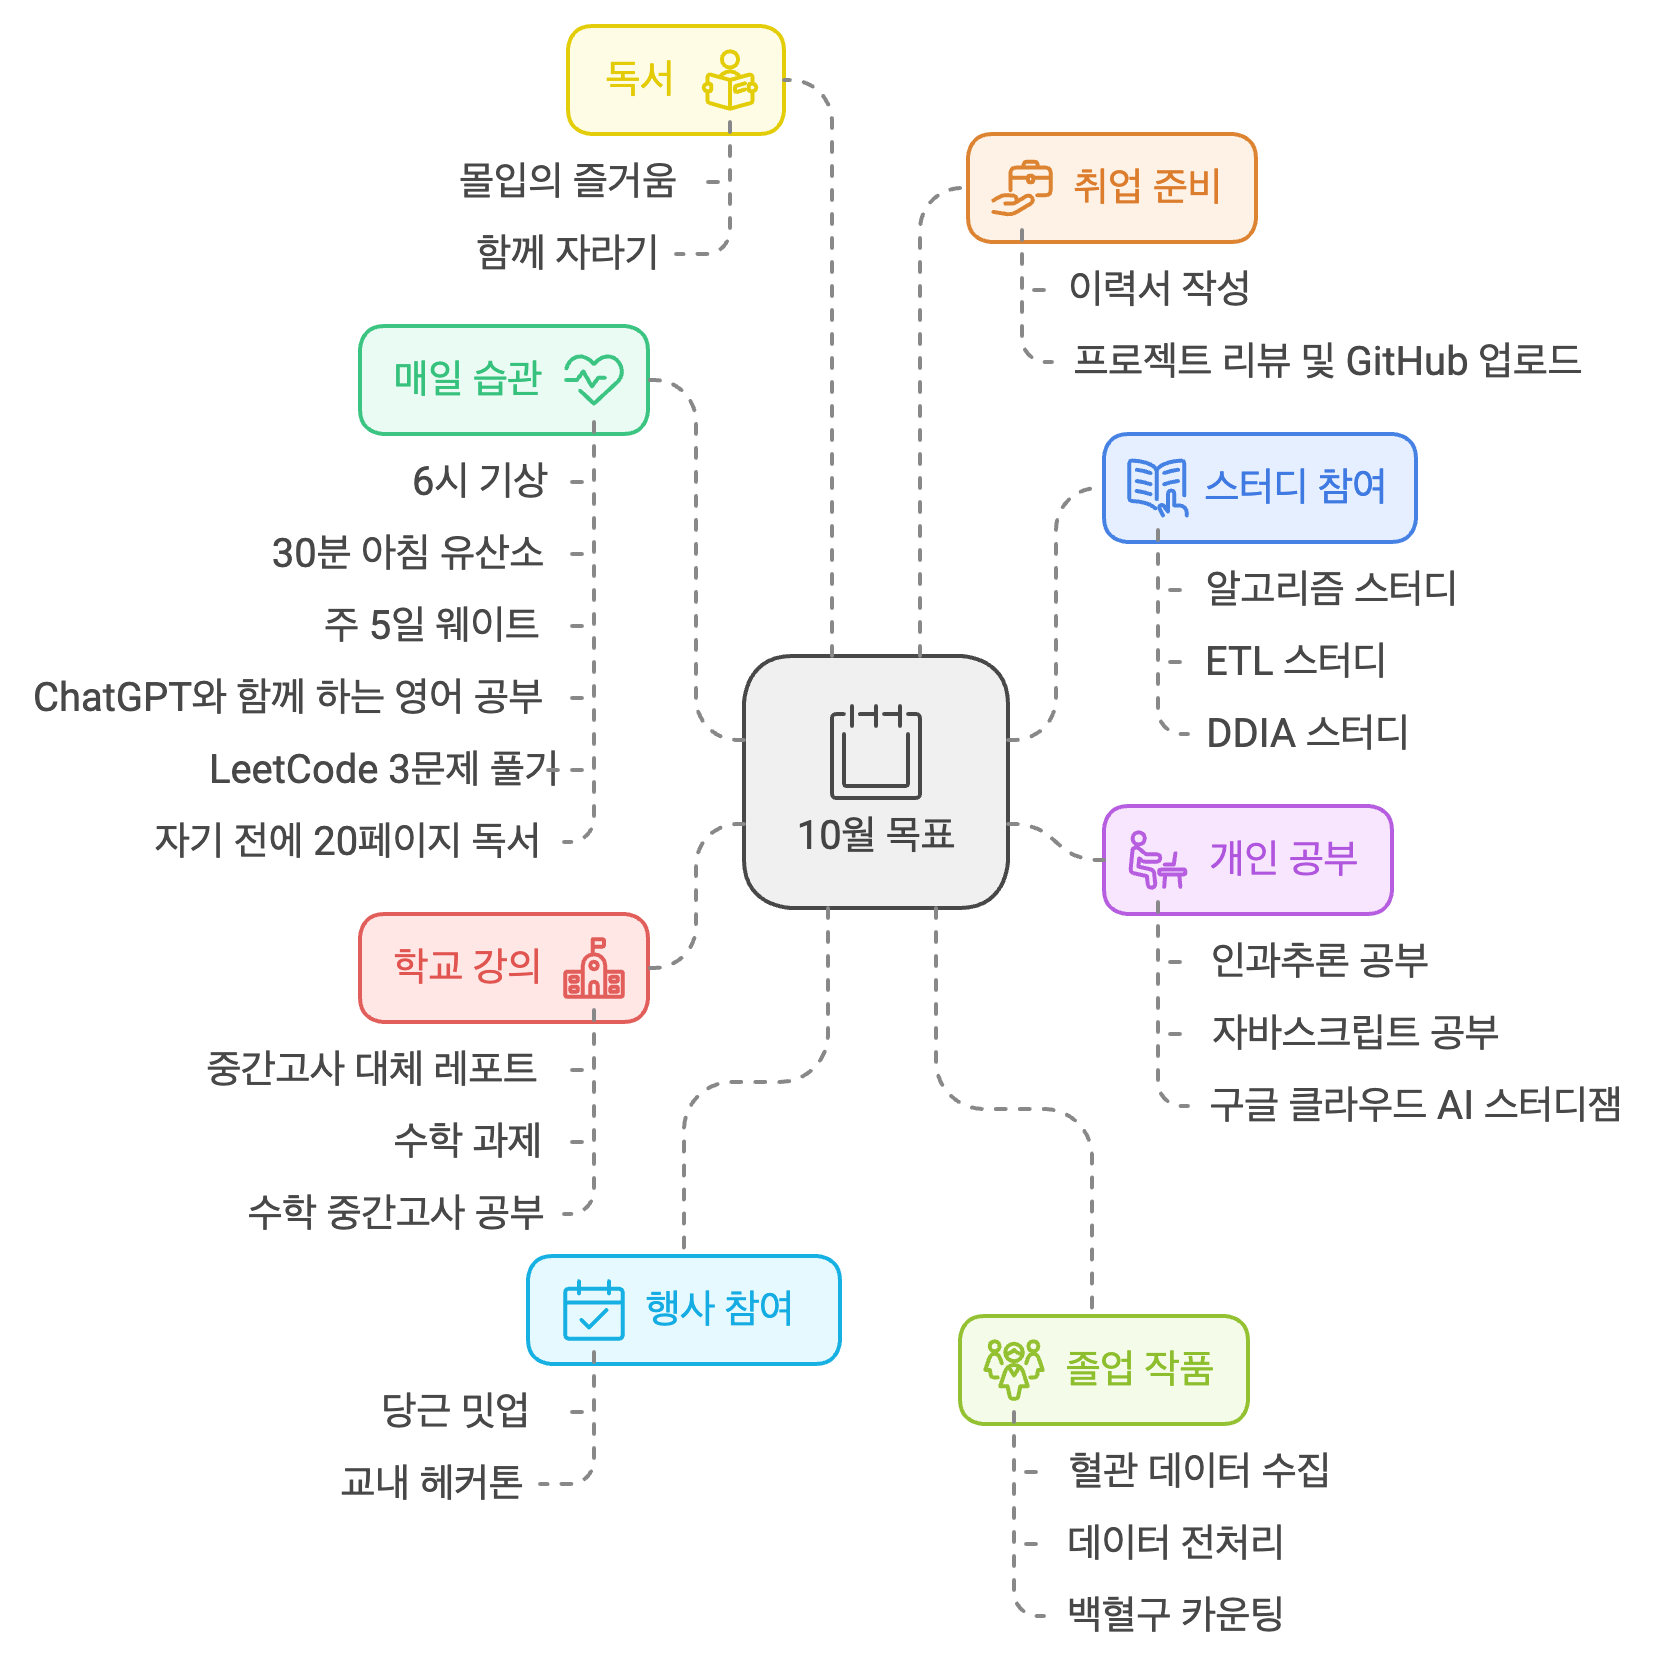 독서
몰입의 즐거움
함께 자라기
취업 준비
이력서 작성
프로젝트 리뷰 및 GitHub 업로드
매일 습관
6시 기상
30분 아침 유산소
주 5일 웨이트
ChatGPT와 함께 하는 영어 공부
LeetCode 3문제 풀기
자기 전에 20페이지 독서
스터디 참여
알고리즘 스터디
ETL 스터디
DDIA 스터디
10월 목표
개인 공부
인과추론 공부
자바스크립트 공부
구글 클라우드 AI 스터디잼
학교 강의
중간고사 대체 레포트
수학 과제
수학 중간고사 공부
행사 참여
당근 밋업
교내 헤커톤
졸업 작품
혈관 데이터 수집
데이터 전처리
백혈구 카운팅